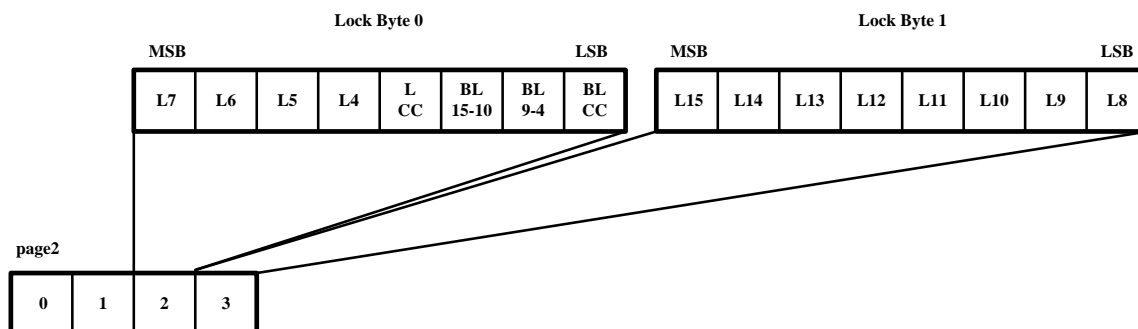 Lock Byte 0
Lock Byte 1
MSB
LSB
MSB
LSB
L7
L6
L5
L4
L
CC
BL
15-10
BL
9-4
BL
CC
L15
L14
L13
L12
L11
L10
L9
L8
page2
0
1
2
3